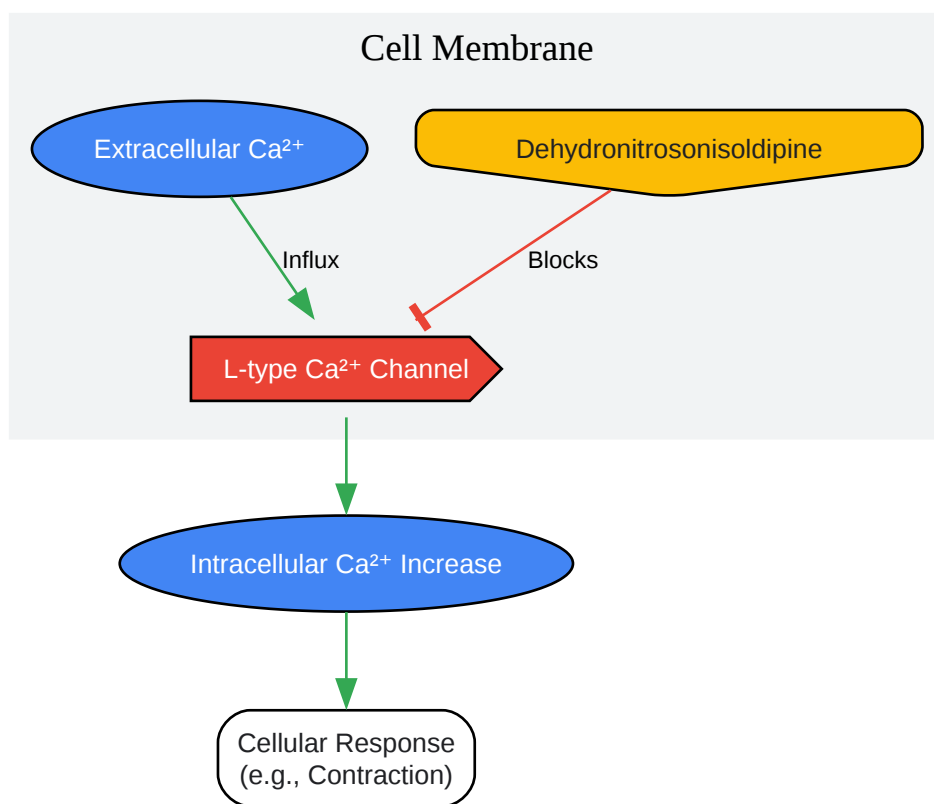 Cell Membrane
Extracellular Ca²⁺
Dehydronitrosonisoldipine
Influx
Blocks
L-type Ca²⁺ Channel
Intracellular Ca²⁺ Increase
Cellular Response
(e.g., Contraction)